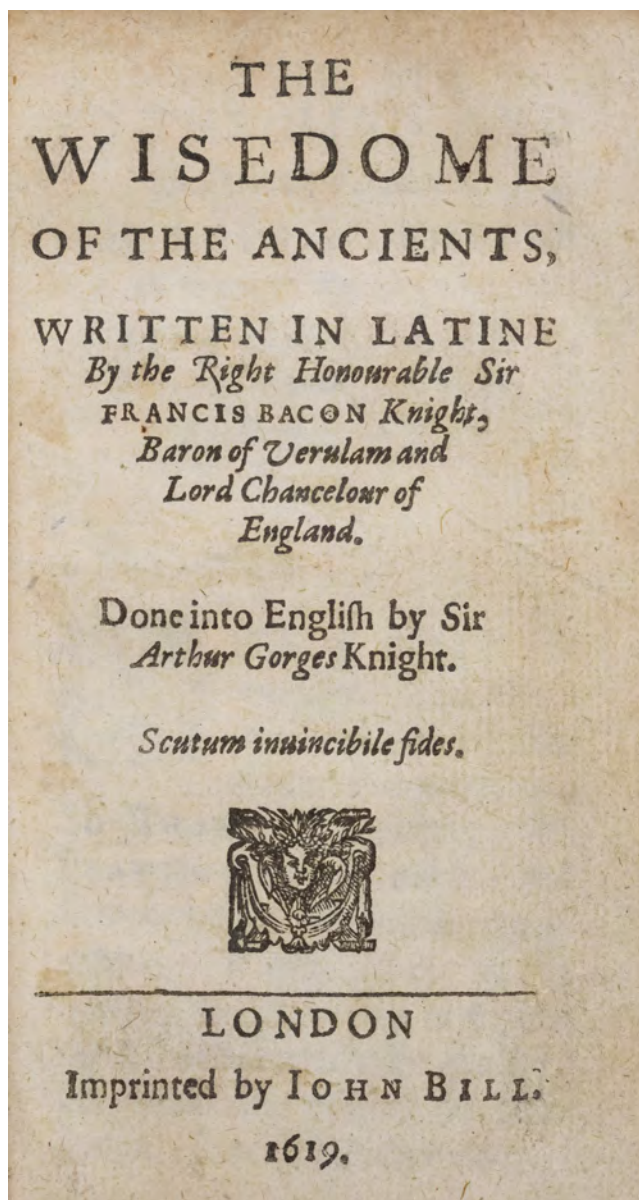 THE
WISEDOME
OF THE ANCIENTS,
WRITTEN IN LATINE
By the Right Honourable Sir
FRANCIS BACON Knight,
Baron of Verulam and
Lord Chancelour of
England.
Done into Engliſh by Sir
Arthur Gorges Knight.
Scutum inuincibile fides.
LONDON
Imprinted by IOHN BILL.
1619.